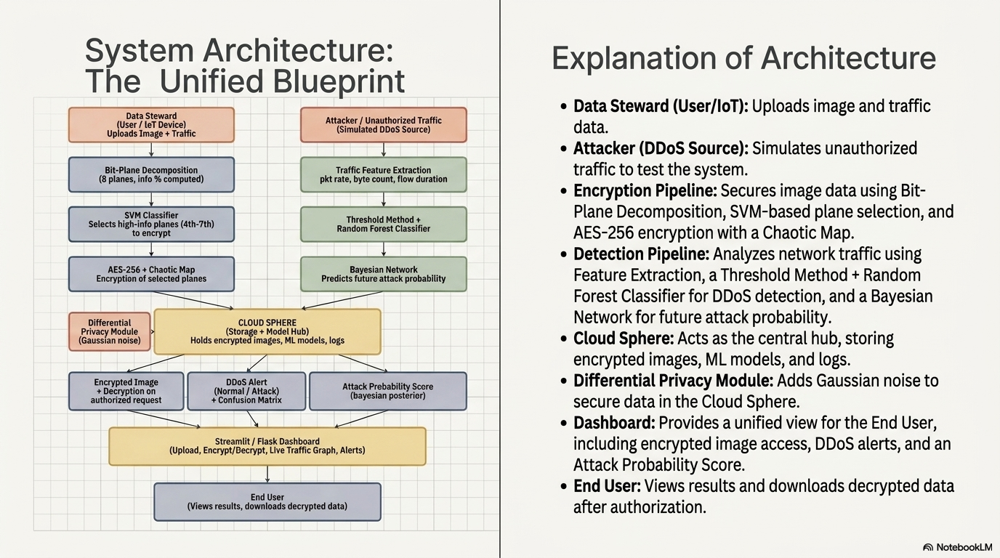 System Architecture:
The Unified Blueprint
Data Steward
(User / IeT Device)
Uploads Image + Traffic
Attacker / Unauthorized Traffic
(Simulated DDoS Source)
Bit-Plane Decomposition
(8 planes, info % computed)
Traffic Feature Extraction
pkt rate, byte count, flow duration
SVM Classifier
Selects high-info planes (4th-7th)
to encrypt
Threshold Method +
Random Forest Classifier
AES-256 + Chaotic Map
Encryption of selected planes
Bayesian Network
Predicts future attack probability
Differential
Privacy Module
(Gaussian noise)
CLOUD SPHERE
(Storage + Model Hub)
Holds encrypted images, ML models, logs
Encrypted Image
+ Decryption on
authorized request
DDoS Alert
(Normal / Attack)
+ Confusion Matrix
Attack Prebability Score
(bayesian posterior)
Streamlit / Flask Dashboard
(Upload, Encrypt/Becrypt, Live Traffic Graph, Alerts)
End User
(Views results, downloads decrypted data)
Explanation of Architecture
• Data Steward (User/IoT): Uploads image and traffic
data.
• Attacker (DDoS Source): Simulates unauthorized
traffic to test the system.
• Encryption Pipeline: Secures image data using Bit-
Plane Decomposition, SVM-based plane selection, and
AES-256 encryption with a Chaotic Map.
• Detection Pipeline: Analyzes network traffic using
Feature Extraction, a Threshold Method + Random
Forest Classifier for DDoS detection, and a Bayesian
Network for future attack probability.
• Cloud Sphere: Acts as the central hub, storing
encrypted images, ML models, and logs.
• Differential Privacy Module: Adds Gaussian noise to
secure data in the Cloud Sphere.
• Dashboard: Provides a unified view for the End User,
including encrypted image access, DDoS alerts, and an
Attack Probability Score.
• End User: Views results and downloads decrypted data
after authorization.
NotebookLM